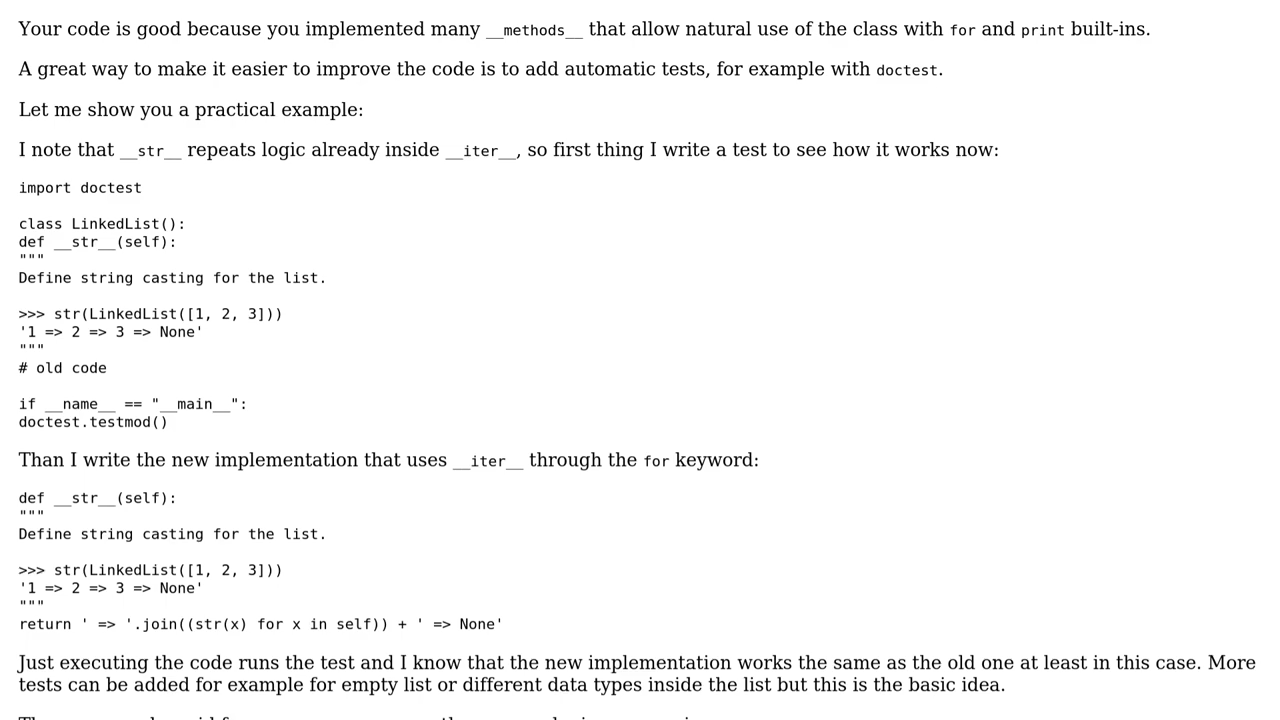 Your code is good because you implemented many __methods__ that allow natural use of the class with for and print built-ins.
A great way to make it easier to improve the code is to add automatic tests, for example with doctest.
Let me show you a practical example:
I note that __str__ repeats logic already inside __iter__, so first thing I write a test to see how it works now:
import doctest
class LinkedList():
def __str__(self):
"""
Define string casting for the list.
>>> str(LinkedList([1, 2, 3]))
'1 => 2 => 3 => None'
"""
# old code
if __name__ == "__main__":
doctest.testmod()
Than I write the new implementation that uses __iter__ through the for keyword:
def __str__(self):
"""
Define string casting for the list.
>>> str(LinkedList([1, 2, 3]))
'1 => 2 => 3 => None'
"""
return ' => '.join((str(x) for x in self)) + ' => None'
Just executing the code runs the test and I know that the new implementation works the same as the old one at least in this case. More
tests can be added for example for empty list or different data types inside the list but this is the basic idea.